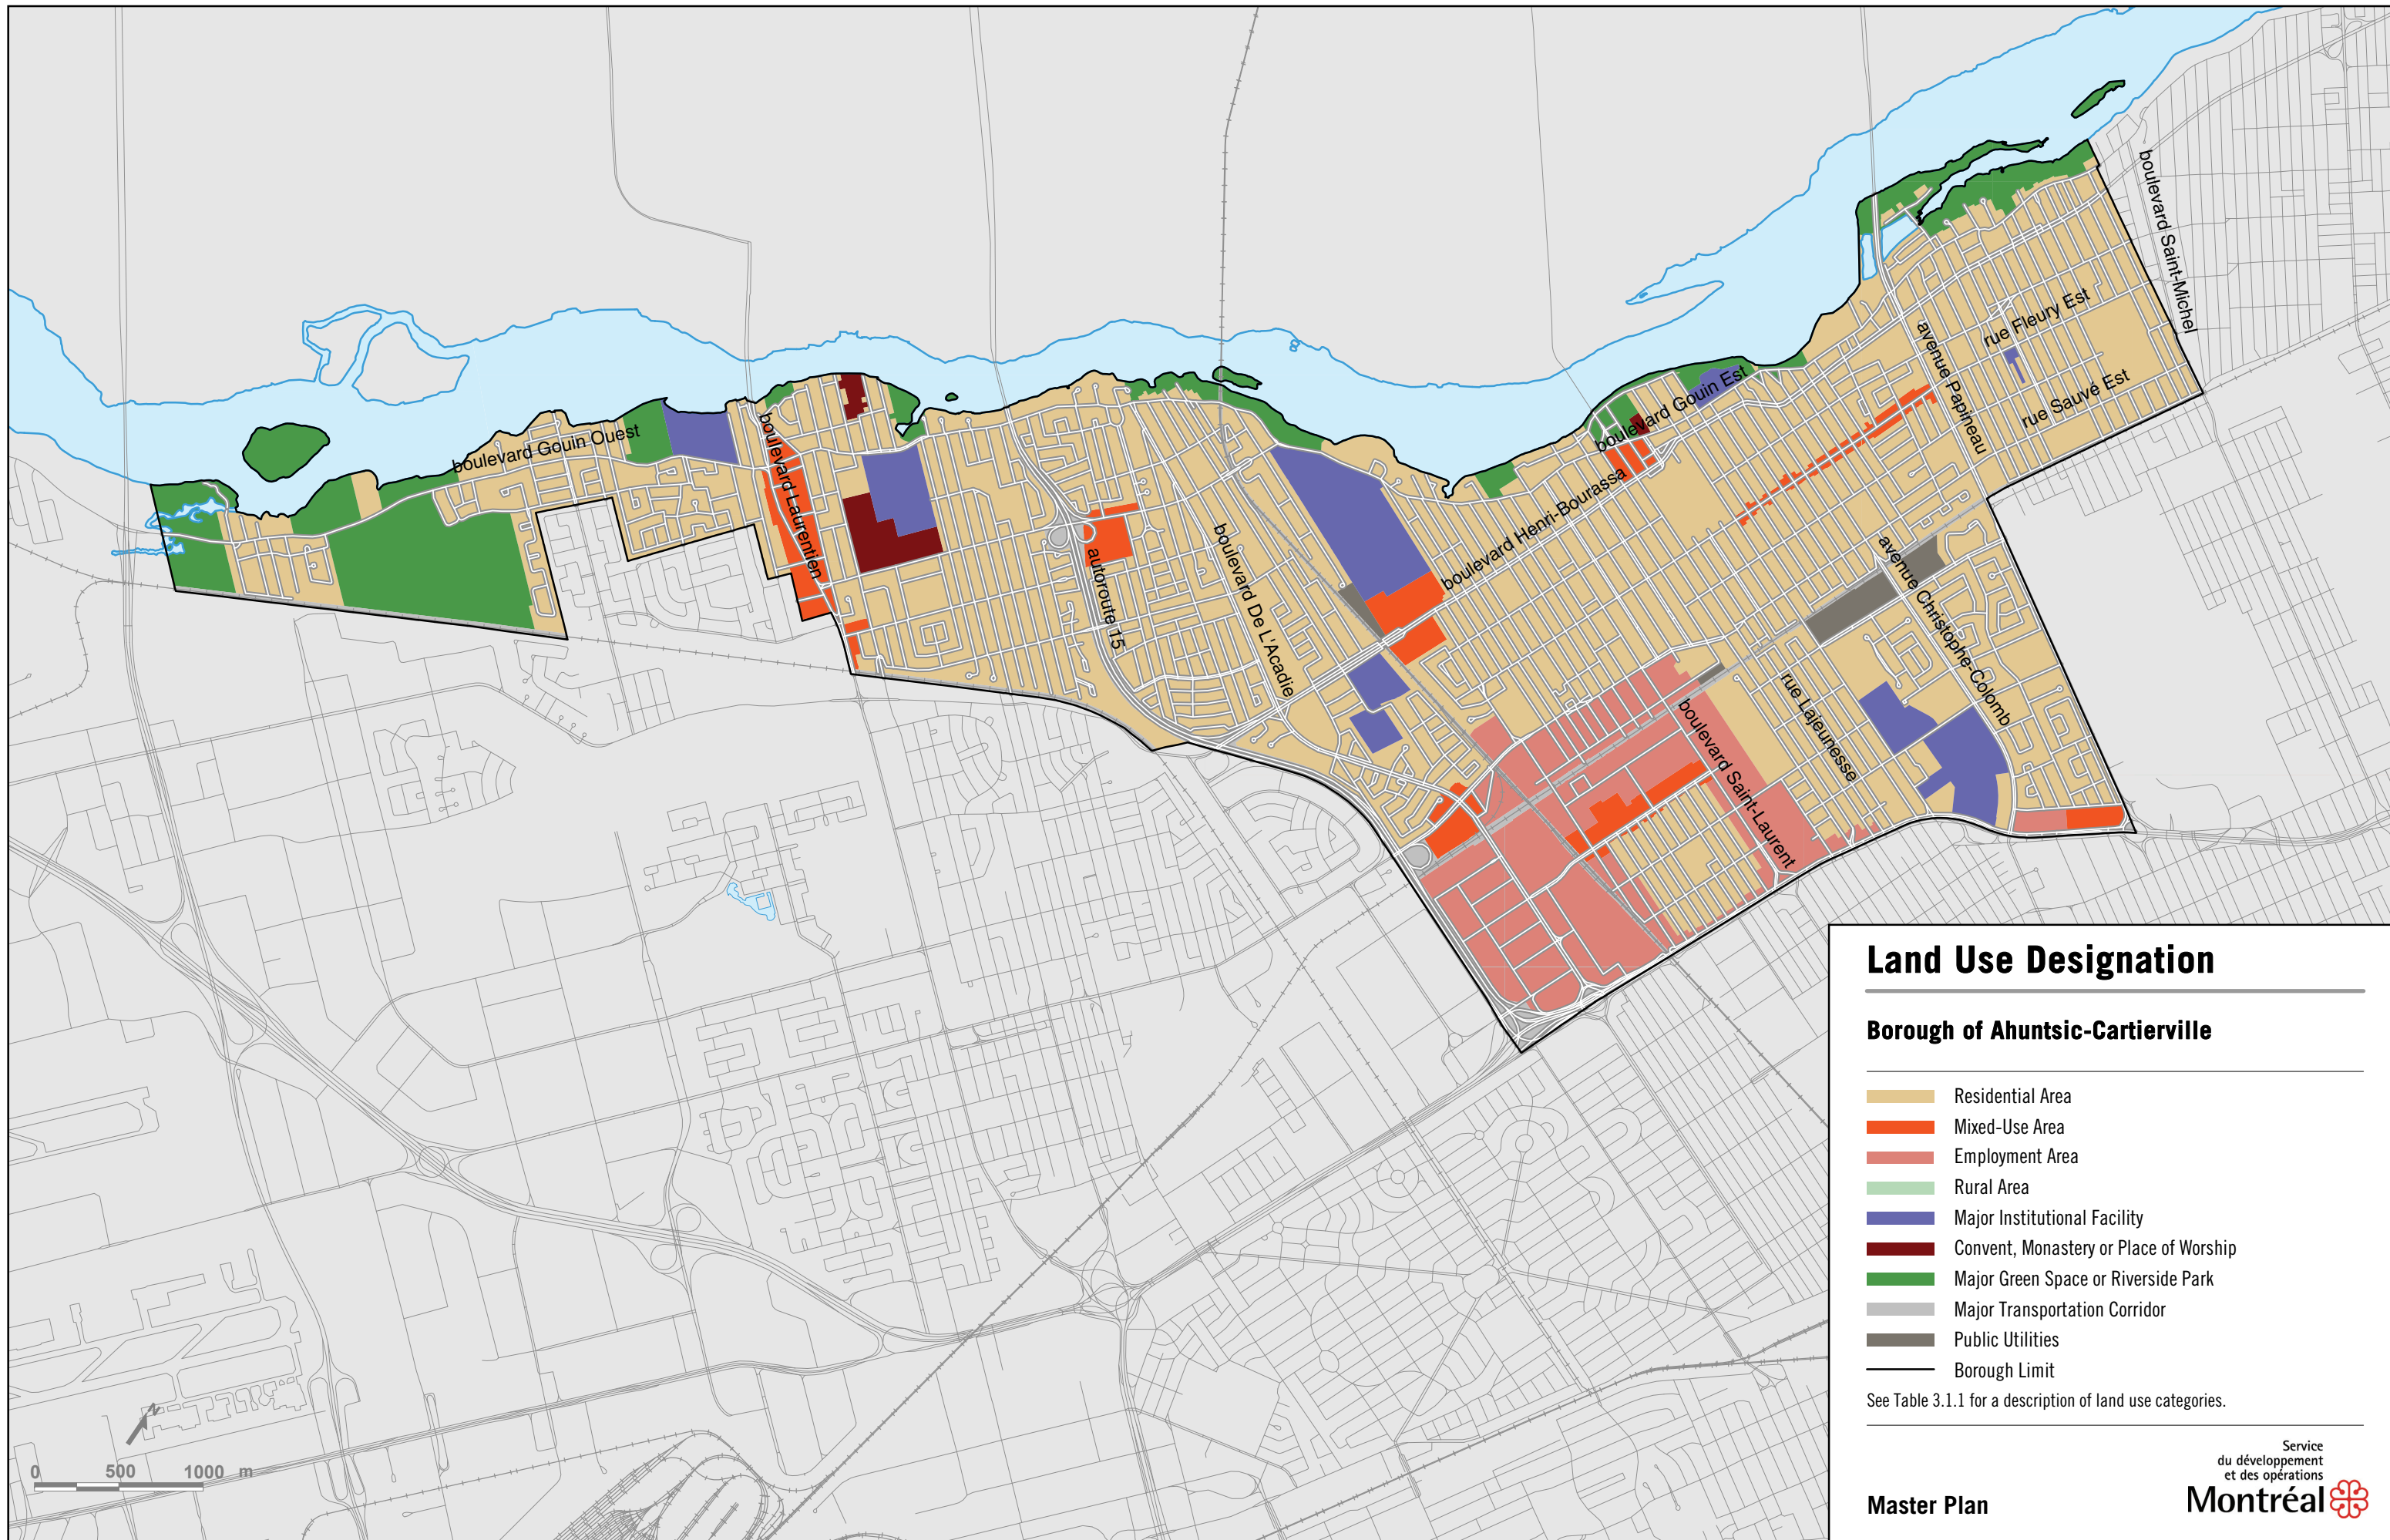 boulevard Saint-Michel
rue Fleury Est
avenue Papineau
rue Sauvé Est
boulevard Gouin Est
boulevard Gouin Ouest
boulevard Laurentien
boulevard Henri-Bourassa
autoroute 15
boulevard De L'Acadie
avenue Christophe-Colomb
rue Lajeunesse
boulevard Saint-Laurent
Land Use Designation
Borough of Ahuntsic-Cartierville
Residential Area
Mixed-Use Area
Employment Area
Rural Area
Major Institutional Facility
Convent, Monastery or Place of Worship
Major Green Space or Riverside Park
Major Transportation Corridor
Public Utilities
Borough Limit
See Table 3.1.1 for a description of land use categories.
N
0 500 1000 m
Service
du développement
et des opérations
Master Plan
Montréal